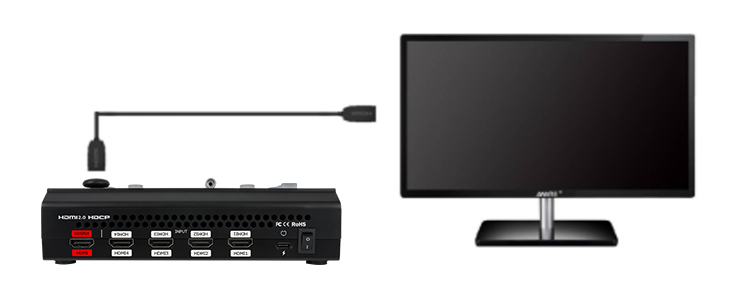 HDMI2.0 HDCP
INPUT
FC CE RoHS
HDMI4 HDMI3 HDMI2 HDMI1
HDMI4 HDMI3 HDMI2 HDMI1